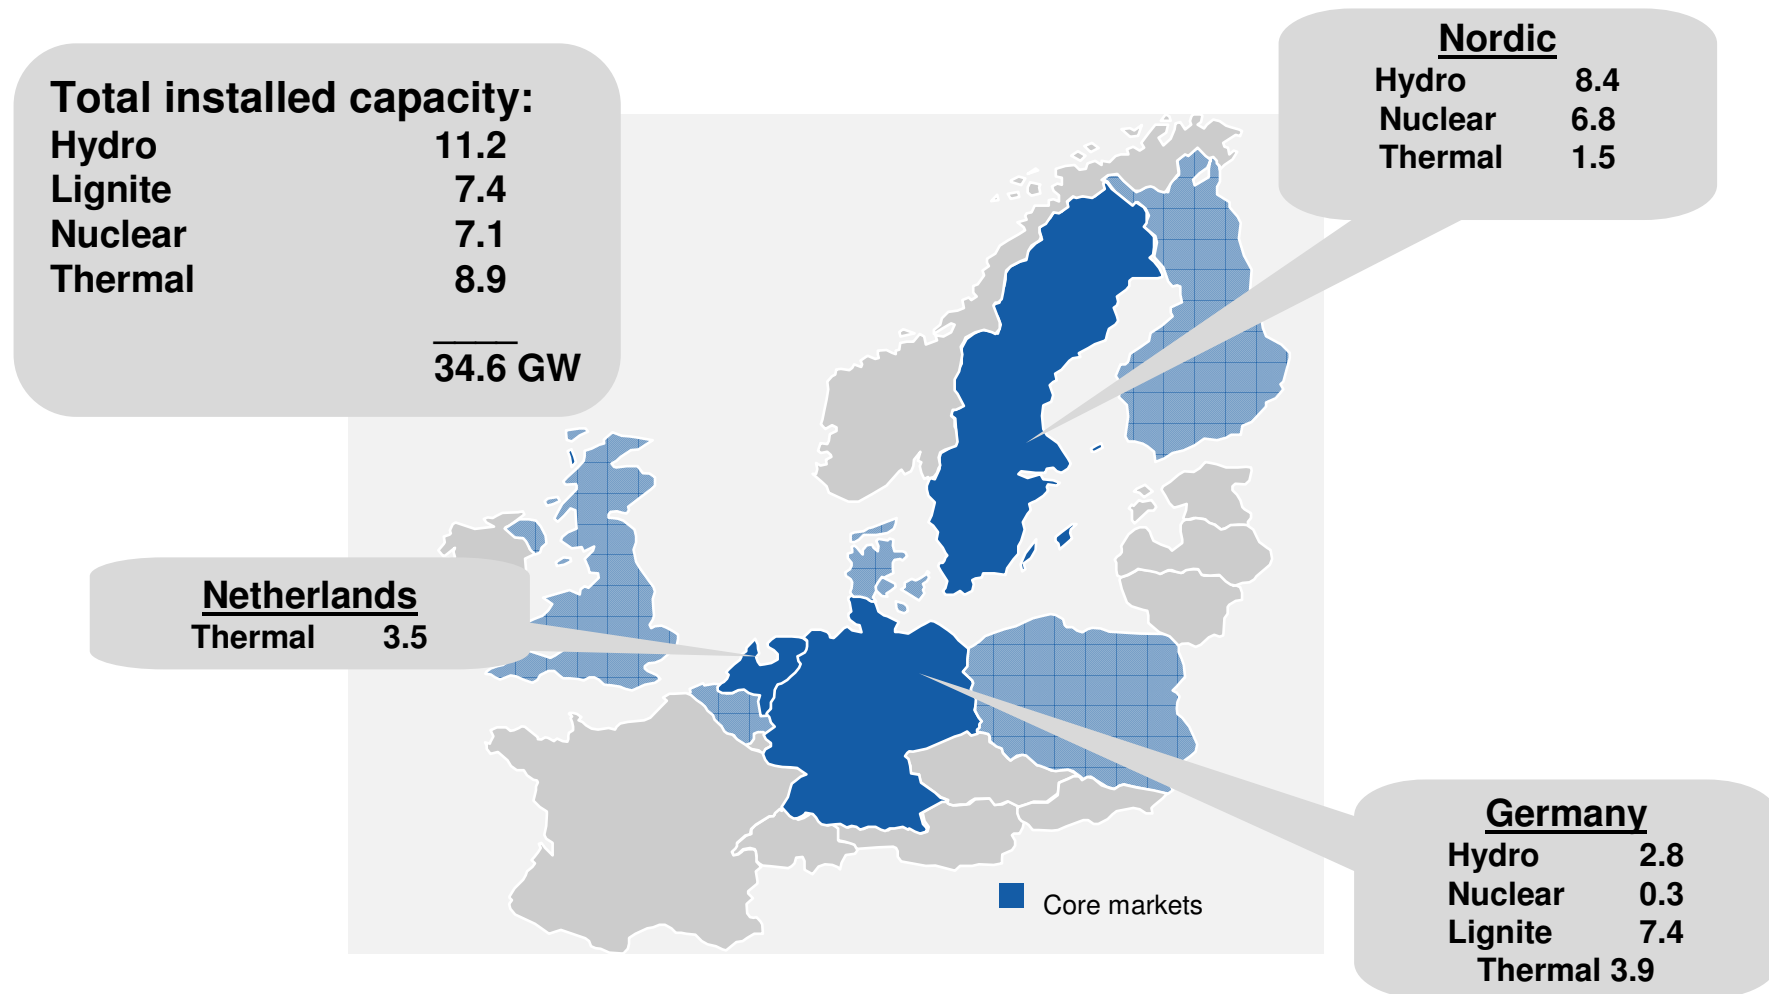 Total installed capacity:
Hydro 11.2
Lignite 7.4
Nuclear 7.1
Thermal 8.9
____
34.6 GW
Nordic
Hydro 8.4
Nuclear 6.8
Thermal 1.5
Netherlands
Thermal 3.5
Germany
Hydro 2.8
Nuclear 0.3
Lignite 7.4
Thermal 3.9
Core markets